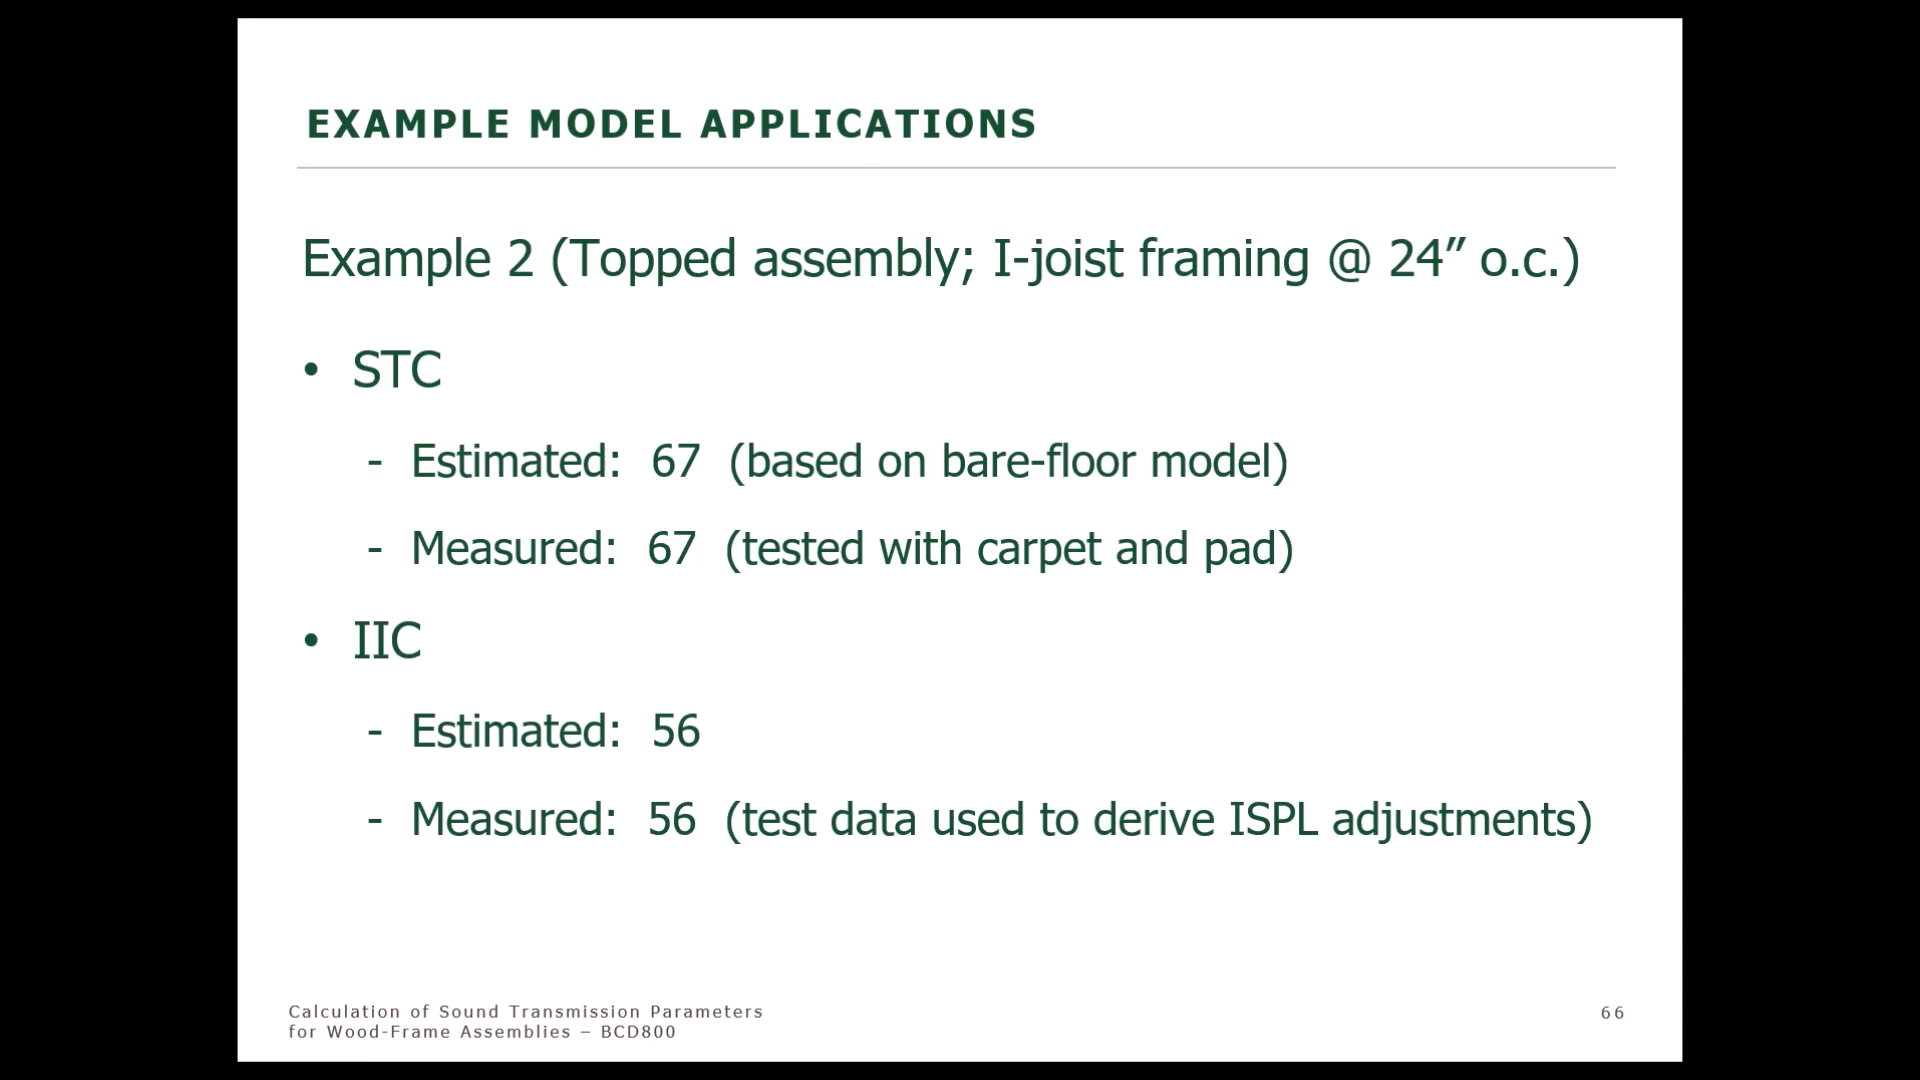 EXAMPLE MODEL APPLICATIONS
Example 2 (Topped assembly; I-joist framing @ 24” o.c.)
• STC
- Estimated: 67 (based on bare-floor model)
- Measured: 67 (tested with carpet and pad)
• IIC
- Estimated: 56
- Measured: 56 (test data used to derive ISPL adjustments)
Calculation of Sound Transmission Parameters
for Wood-Frame Assemblies – BCD800
66